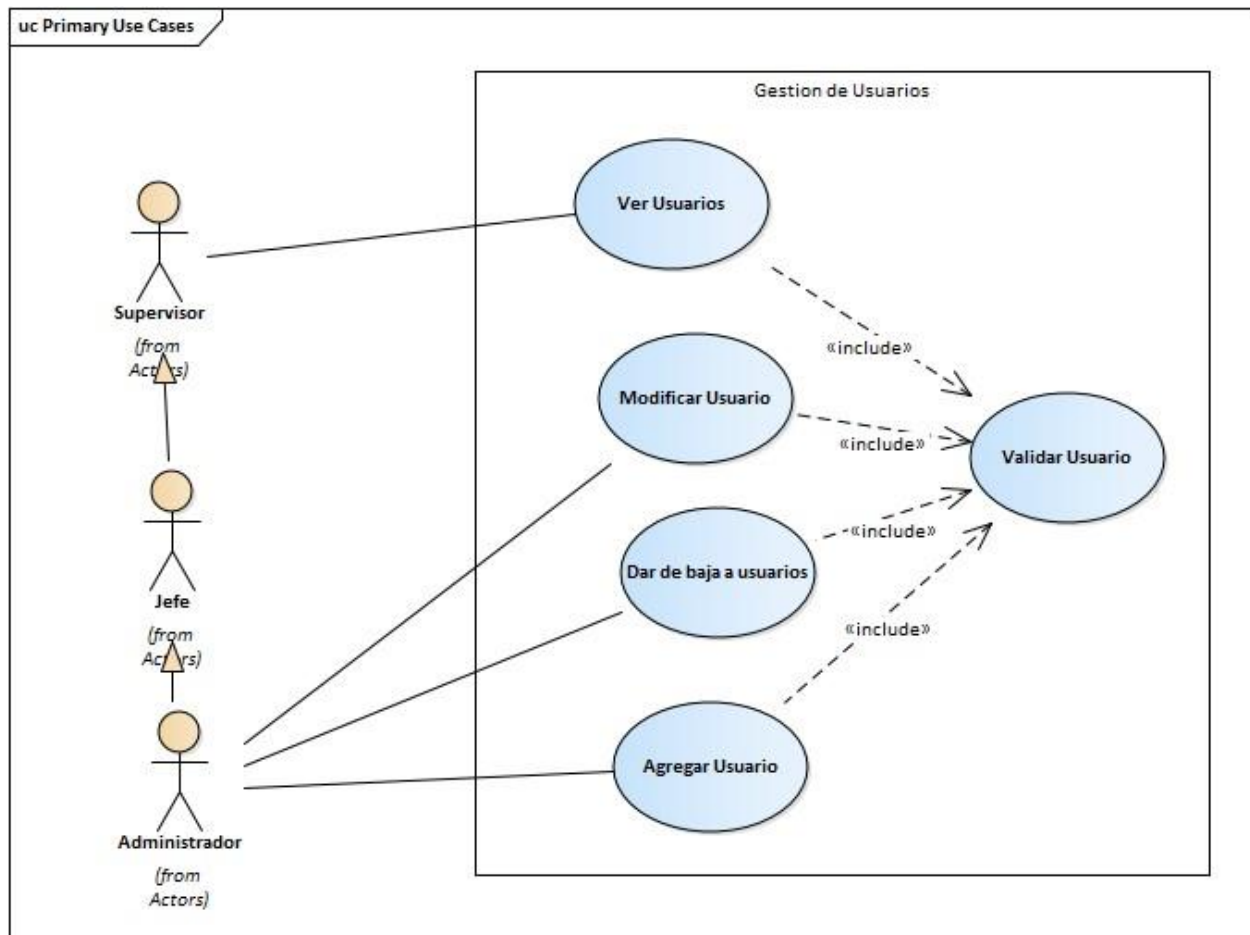 uc Primary Use Cases
Gestion de Usuarios
Ver Usuarios
Supervisor
(from
Actors)
«include»
Modificar Usuario
«include»
Validar Usuario
«include»
Dar de baja a usuarios
Jefe
(from
Actors)
«include»
Agregar Usuario
Administrador
(from
Actors)